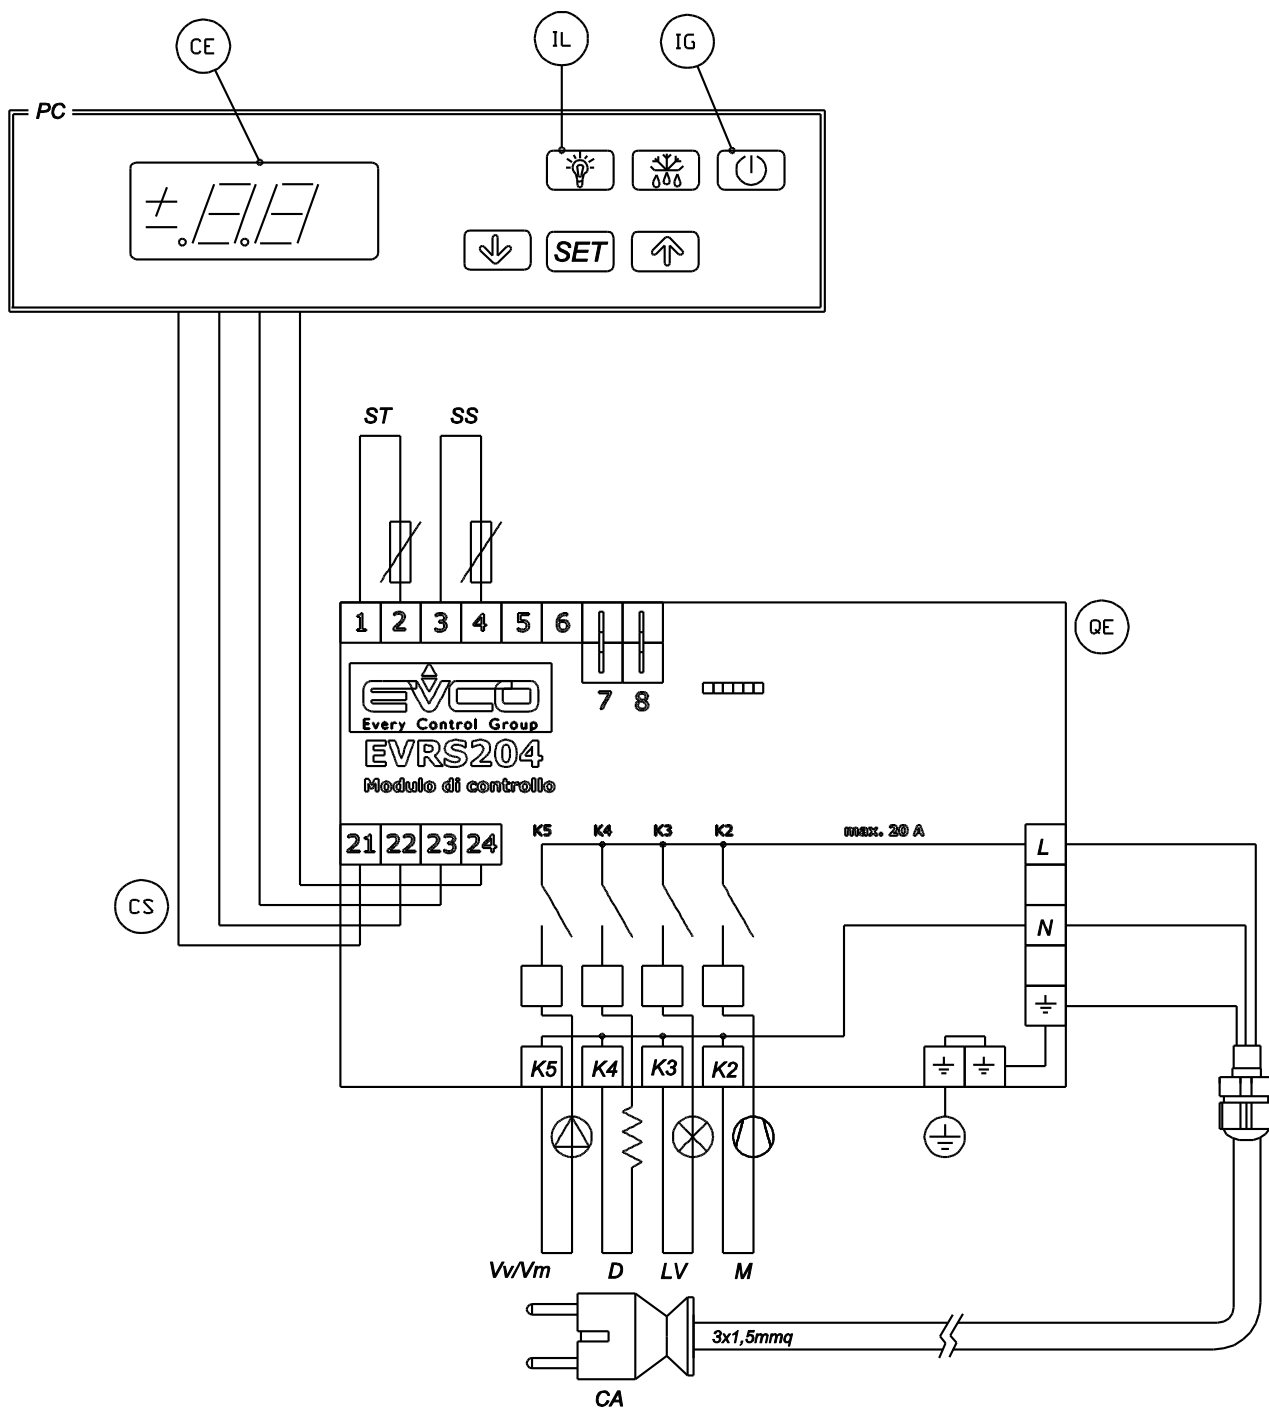 CE
IL
IG
PC
SET
ST
SS
1 2 3 4 5 6
QE
7 8
EVCO
Every Control Group
EVRS204
Modulo di controllo
K5 K4 K3 K2 max. 20 A
21 22 23 24
L
CS
N
K5 K4 K3 K2
Vv/Vm D LV M
3x1,5mmq
CA